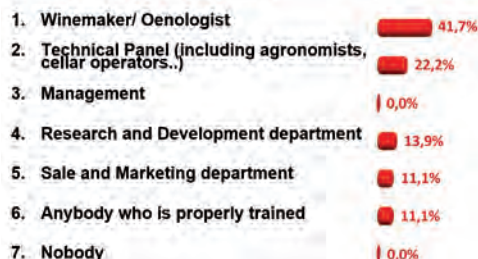 1. Winemaker/ Oenologist 41,7%
2. Technical Panel (including agronomists,
cellar operators..) 22,2%
3. Management 0,0%
4. Research and Development department 13,9%
5. Sale and Marketing department 11,1%
6. Anybody who is properly trained 11,1%
7. Nobody 0,0%